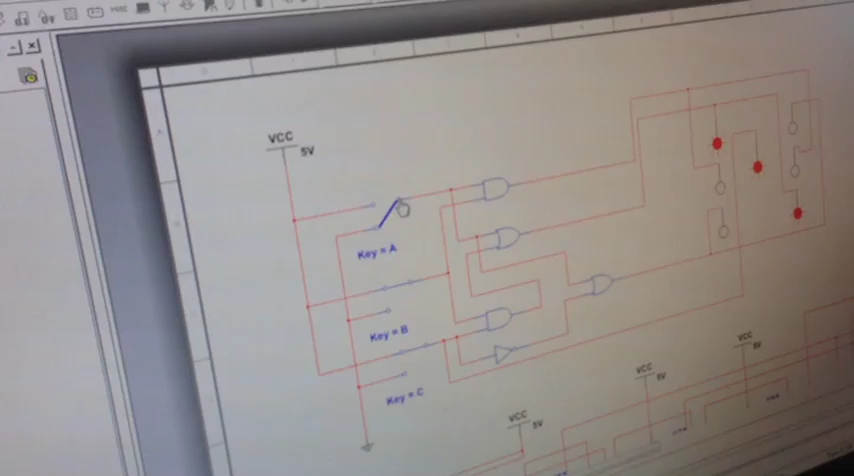 VCC
5V
Key = A
Key = B
Key = C
VCC
5V
VCC
5V
VCC
5V